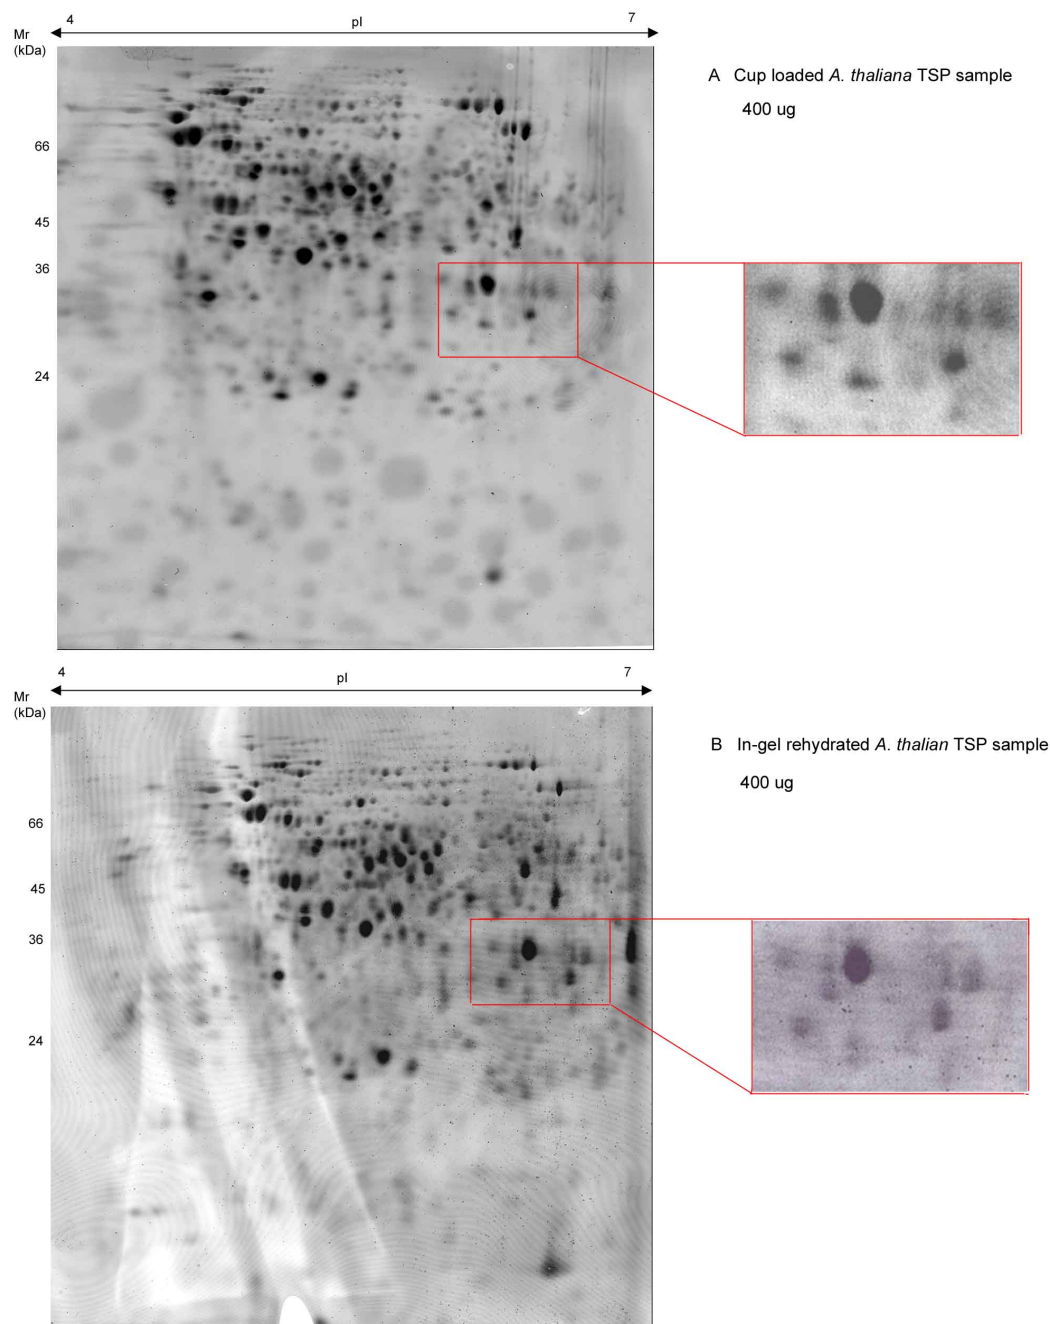 4 pI 7
Mr
(kDa)
A Cup loaded A. thaliana TSP sample
400 ug
66
45
36
24
4 pI 7
Mr
(kDa)
B In-gel rehydrated A. thalian TSP sample
400 ug
66
45
36
24